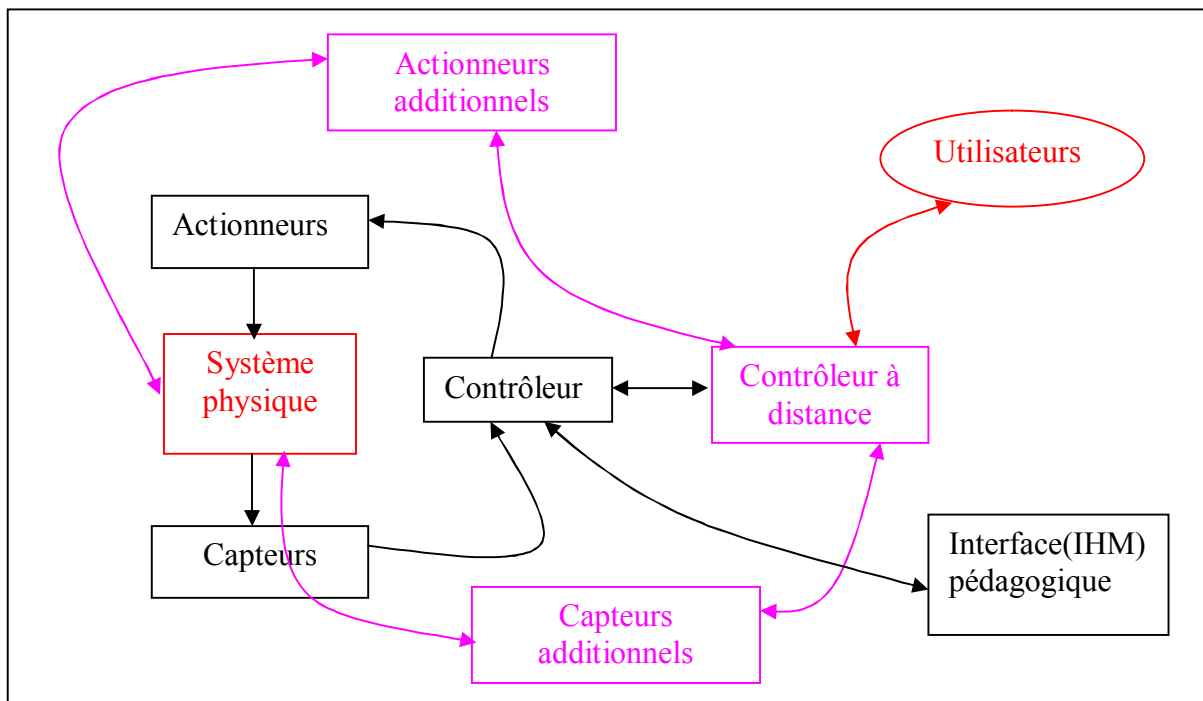 Actionneurs
additionnels
Utilisateurs
Actionneurs
Système
physique
Contrôleur
Contrôleur à
distance
Capteurs
Interface(IHM)
pédagogique
Capteurs
additionnels